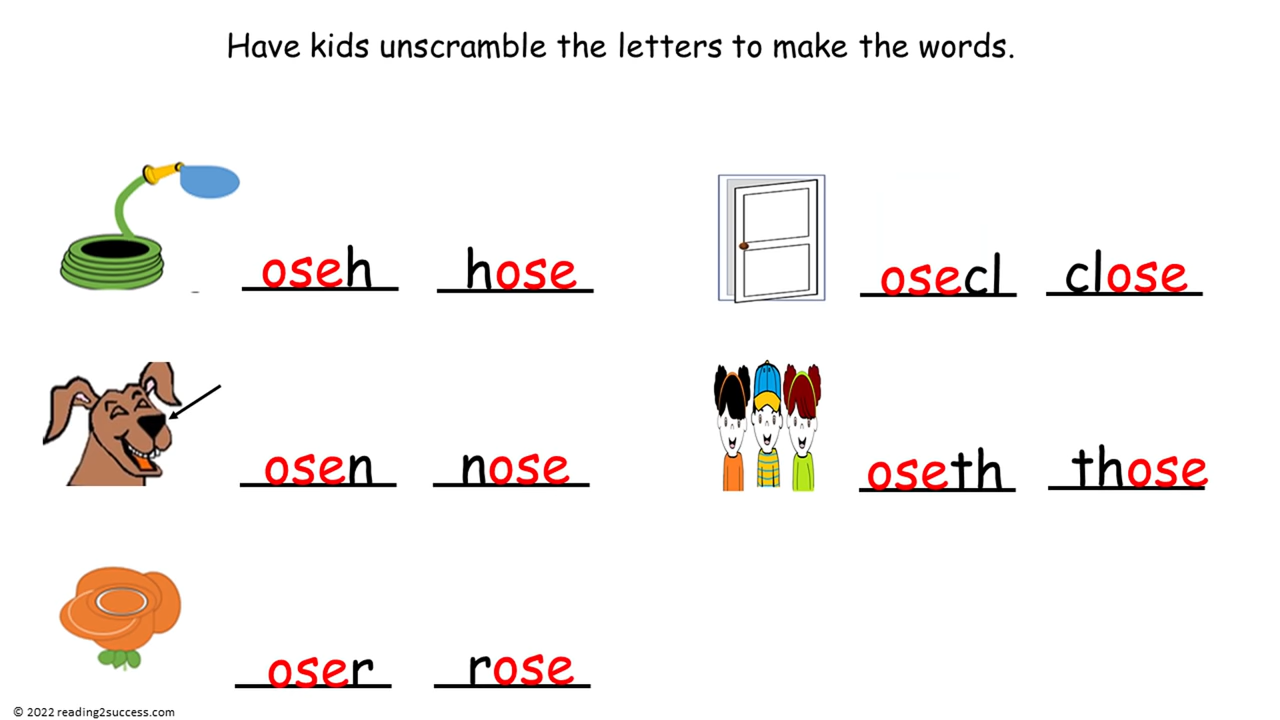 Have kids unscramble the letters to make the words.
oseh hose
osecl close
osen nose
oseth those
oser rose
© 2022 reading2success.com